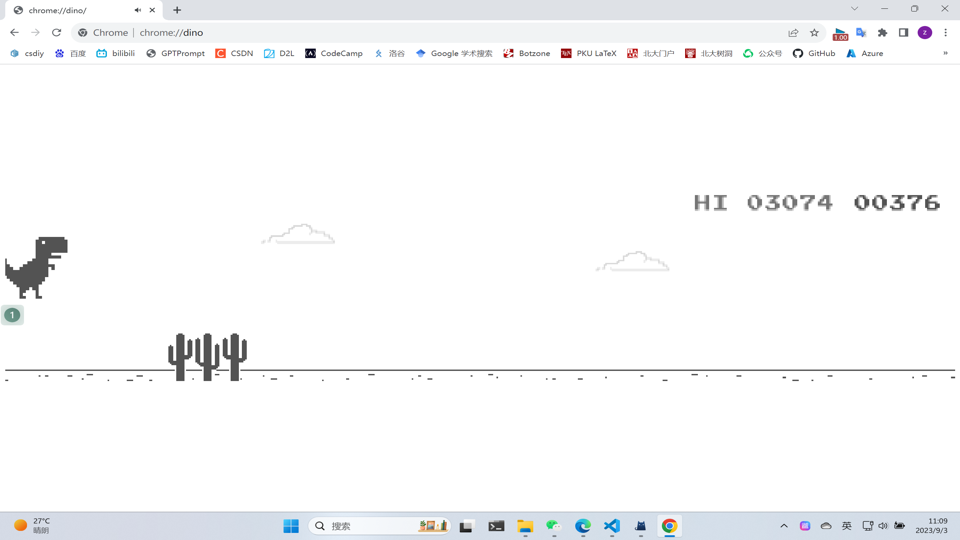 chrome://dino/
Chrome | chrome://dino
1.00
z
csdiy 百度 bilibili GPTPrompt CSDN D2L CodeCamp 洛谷 Google 学术搜索 Botzone PKU LaTeX 北大门户 北大树洞 公众号 GitHub Azure »
HI 03074 00376
1
27°C
晴朗
搜索
英
11:09
2023/9/3